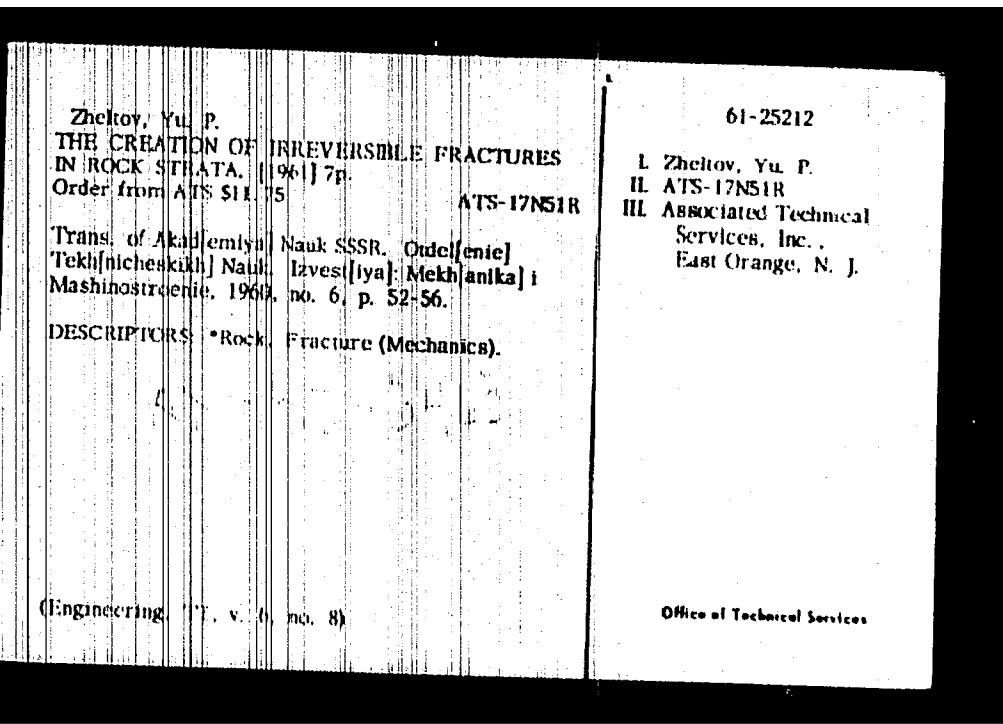 Zheltov, Yu. P.
THE CREATION OF IRREVERSIBLE FRACTURES
IN ROCK STRATA. [1961] 7p.
Order from ATS $11.75
ATS-17N51R
Trans. of Akad[emiya] Nauk SSSR. Otdel[enie]
Tekh[nicheskikh] Nauk. Izvest[iya]: Mekh[anika] i
Mashinostroenie, 1960, no. 6, p. 52-56.
DESCRIPTORS: *Rock, Fracture (Mechanics).
(Engineering, TT, v. 6, no. 8)
61-25212
I. Zheltov, Yu. P.
II. ATS-17N51R
III. Associated Technical
Services, Inc.,
East Orange, N. J.
Office of Technical Services